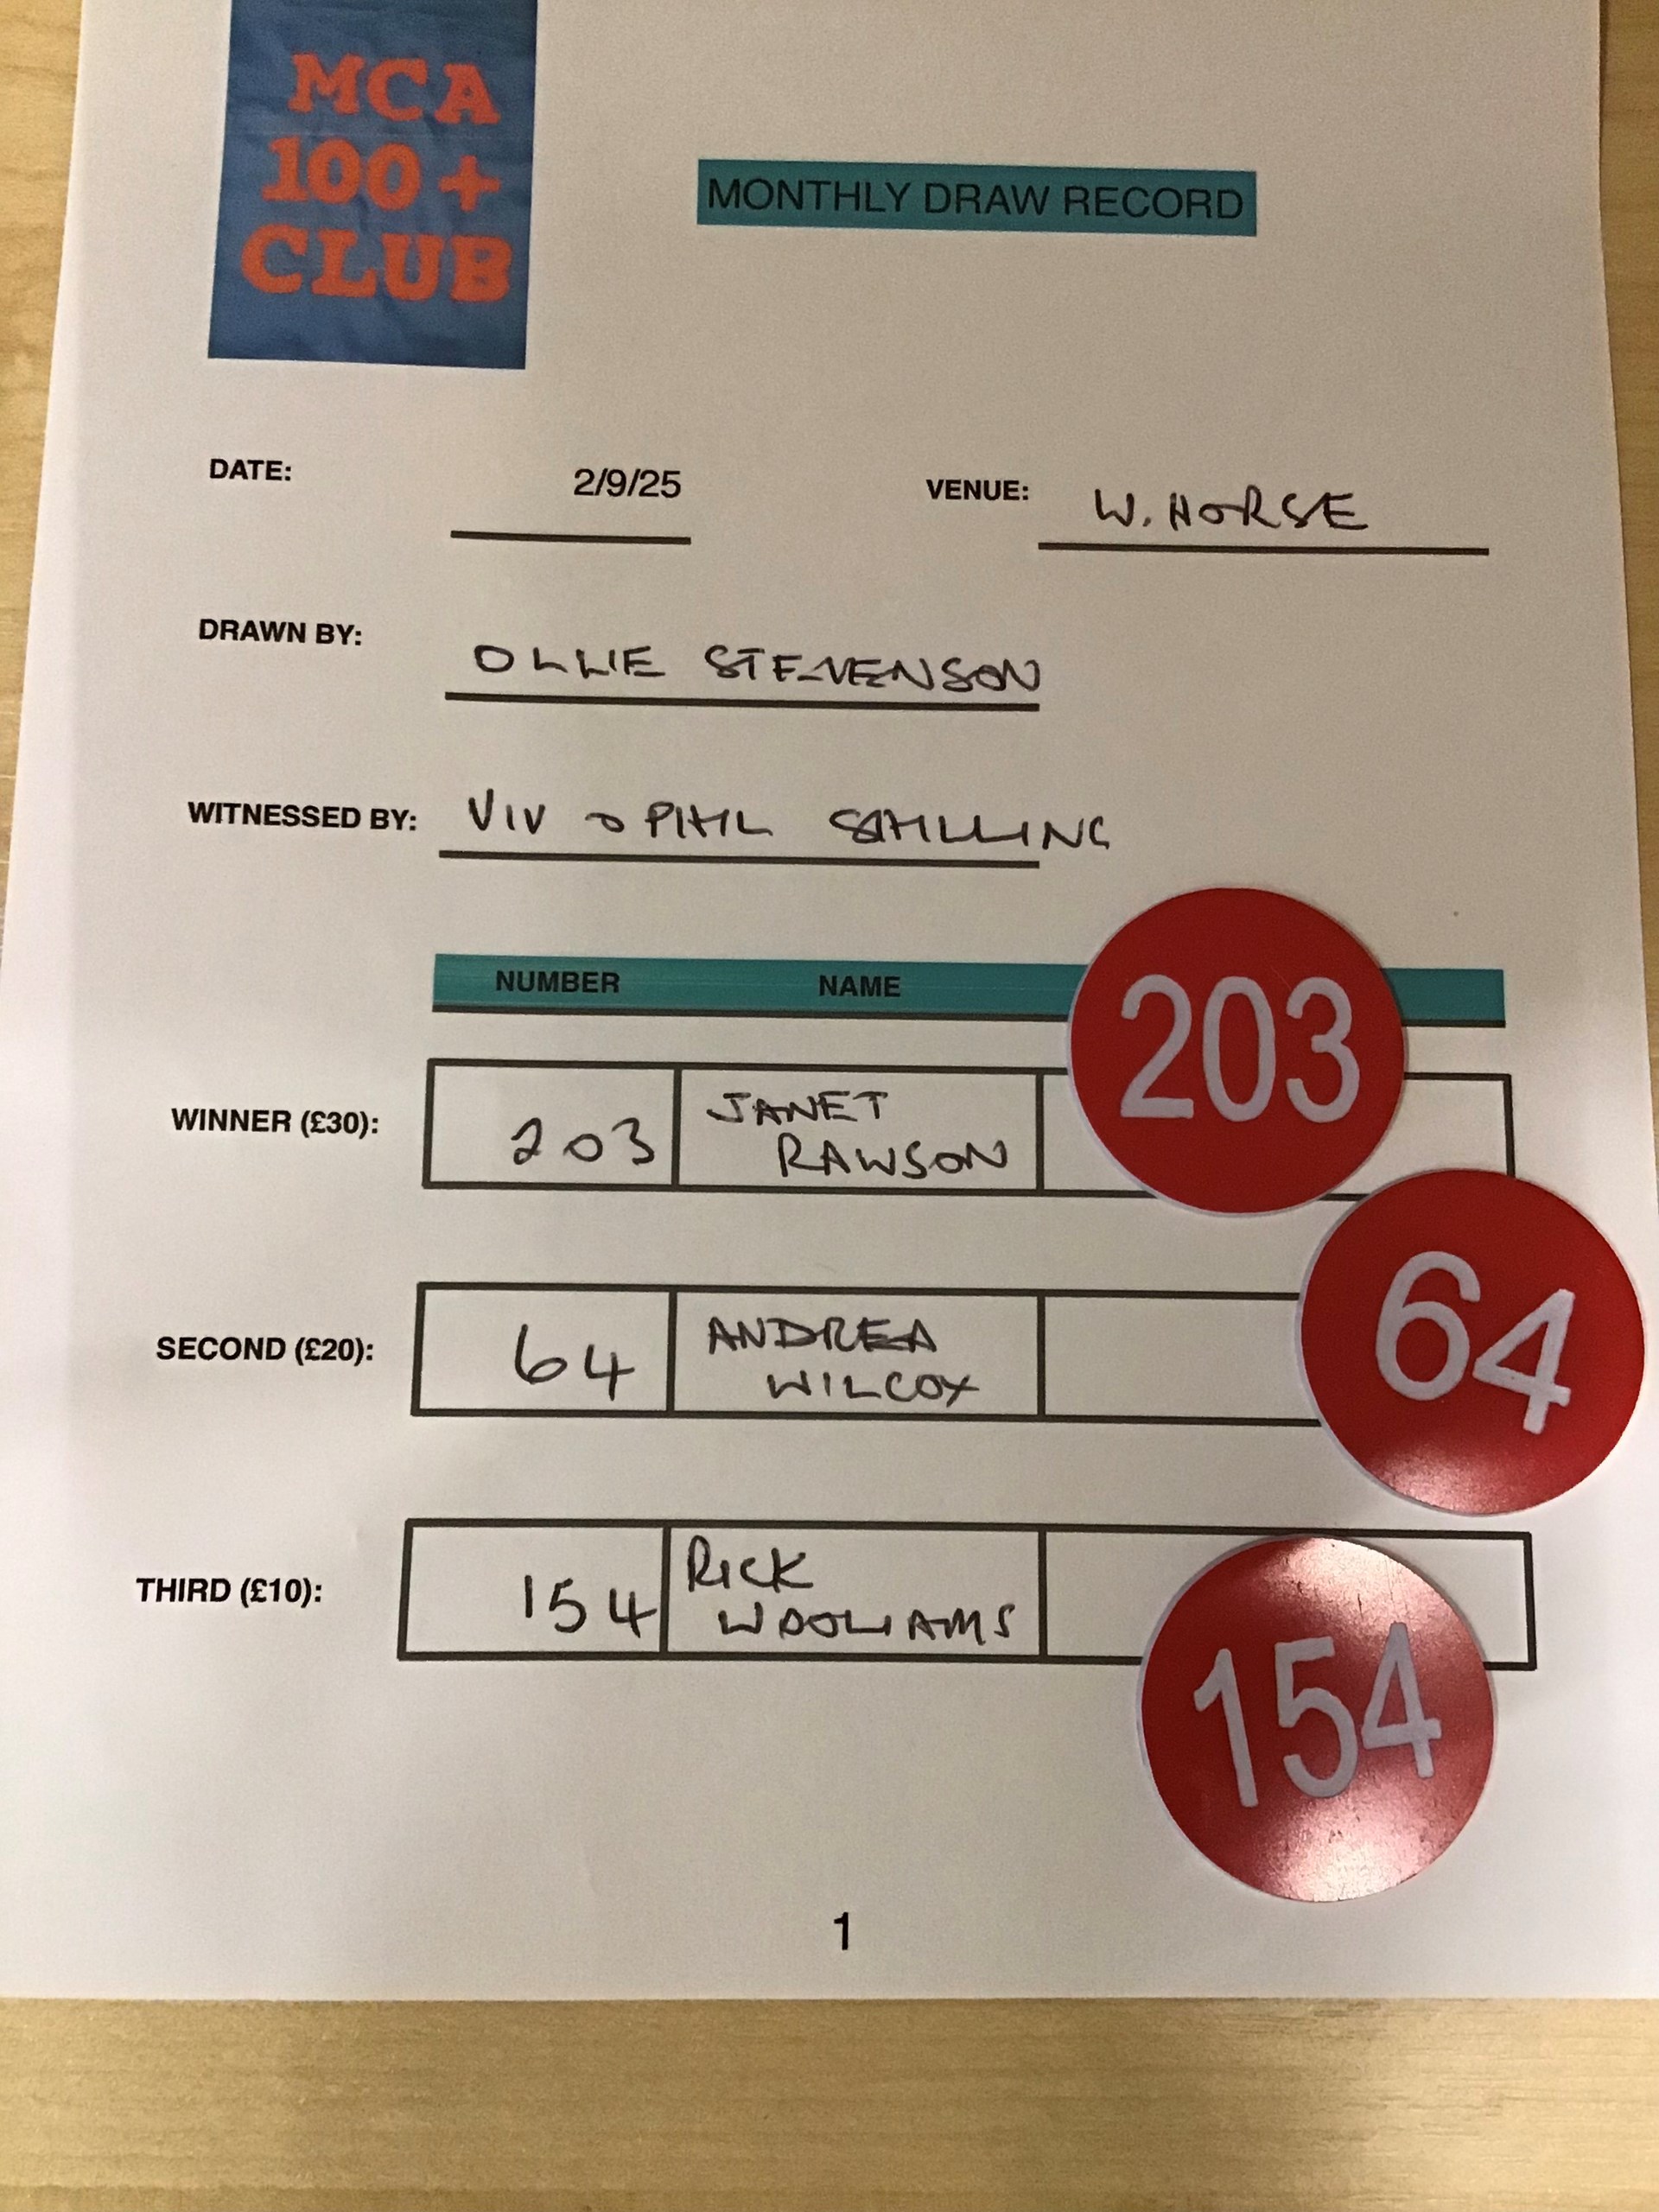 MCA
100 +
CLUB
MONTHLY DRAW RECORD
DATE: 2/9/25 VENUE: W. HORSE
DRAWN BY: OLLIE STEVENSON
WITNESSED BY: VIV & PHIL
NUMBER NAME
203
WINNER (£30): 203 JANET
RAWSON
64
SECOND (£20): 64 ANDREA
WILCOX
THIRD (£10): 154 RICK
WOOLIAMS
154
1